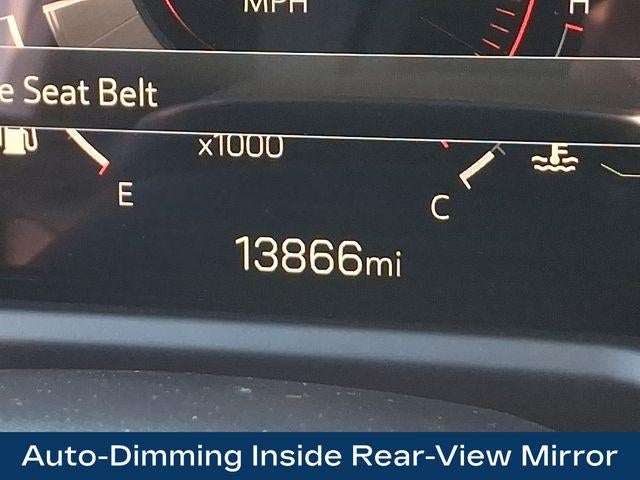 MPH
H
e Seat Belt
x1000
E
C
13866mi
Auto-Dimming Inside Rear-View Mirror